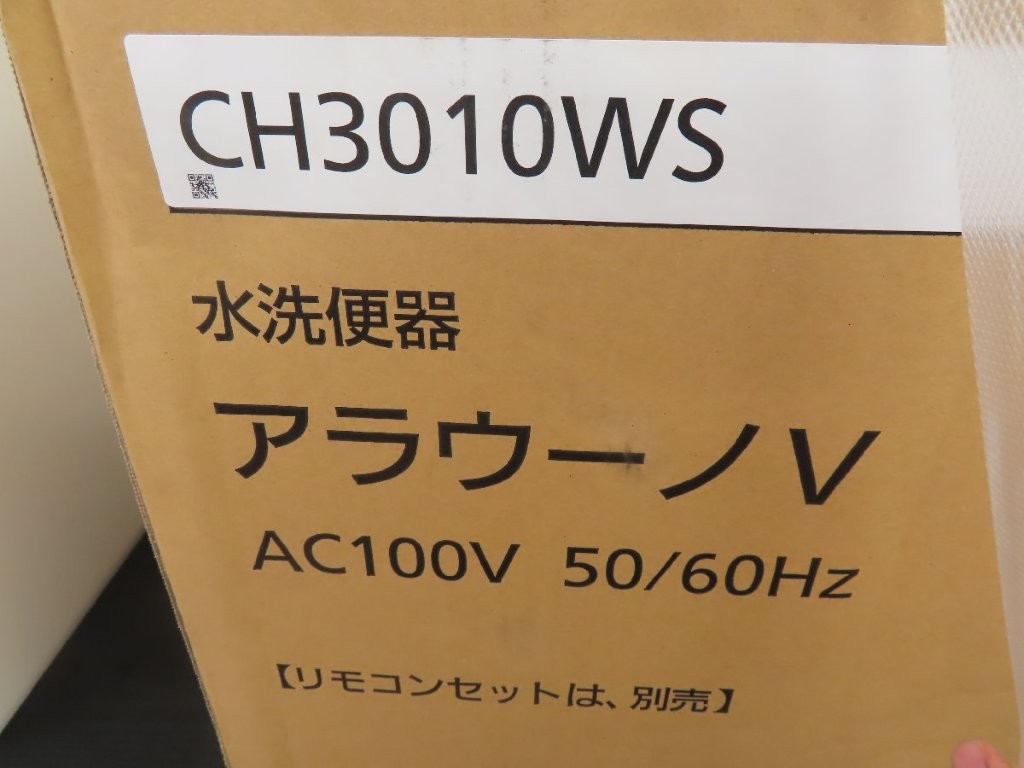 CH3010WS
水洗便器
アラウーノV
AC100V 50/60Hz
【リモコンセットは、別売】